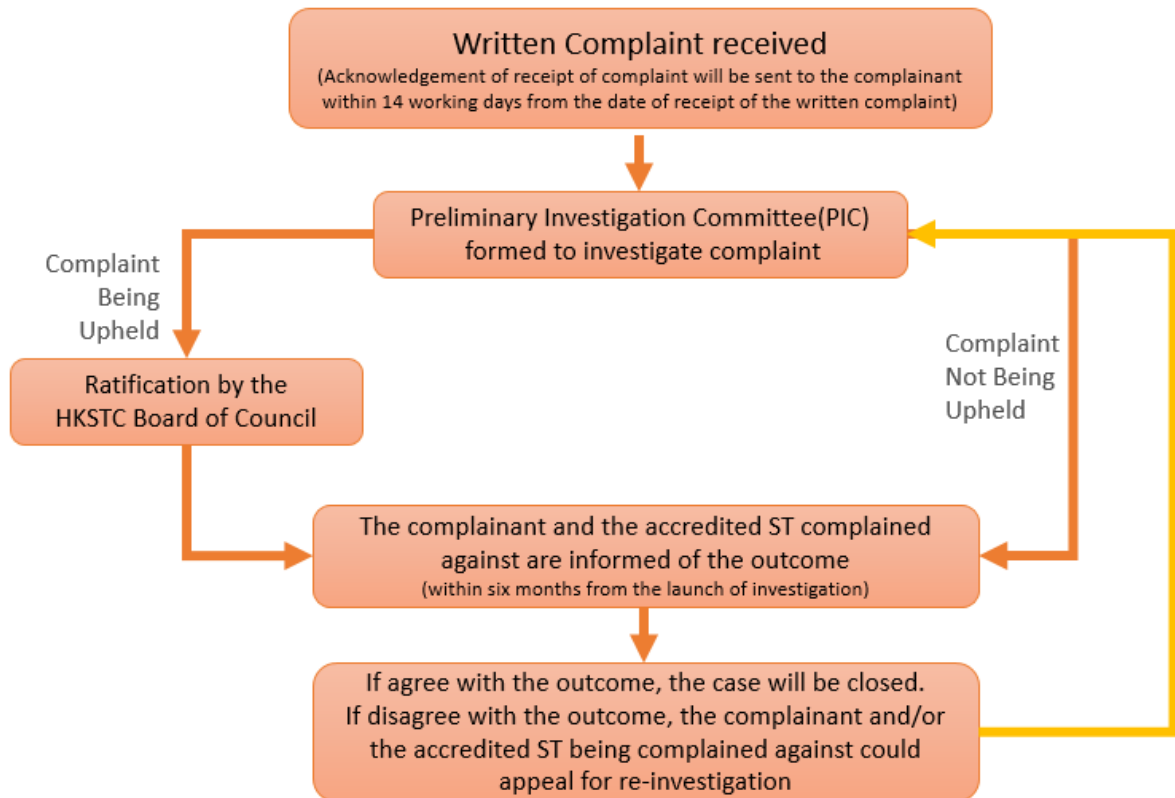 Written Complaint received
(Acknowledgement of receipt of complaint will be sent to the complainant
within 14 working days from the date of receipt of the written complaint)
Preliminary Investigation Committee(PIC)
formed to investigate complaint
Complaint
Being
Upheld
Complaint
Not Being
Upheld
Ratification by the
HKSTC Board of Council
The complainant and the accredited ST complained
against are informed of the outcome
(within six months from the launch of investigation)
If agree with the outcome, the case will be closed.
If disagree with the outcome, the complainant and/or
the accredited ST being complained against could
appeal for re-investigation